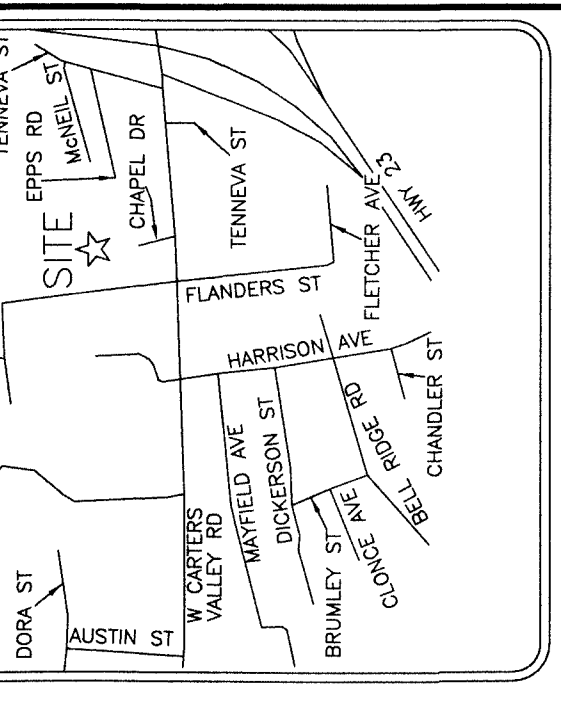 TENNEVA ST
EPPS RD
McNEIL ST
SITE
CHAPEL DR
TENNEVA ST
FLETCHER AVE
HWY 23
FLANDERS ST
HARRISON AVE
CHANDLER ST
BELL RIDGE RD
MAYFIELD AVE
DICKERSON ST
W CARTERS
VALLEY RD
BRUMLEY ST
CLONCE AVE
DORA ST
AUSTIN ST